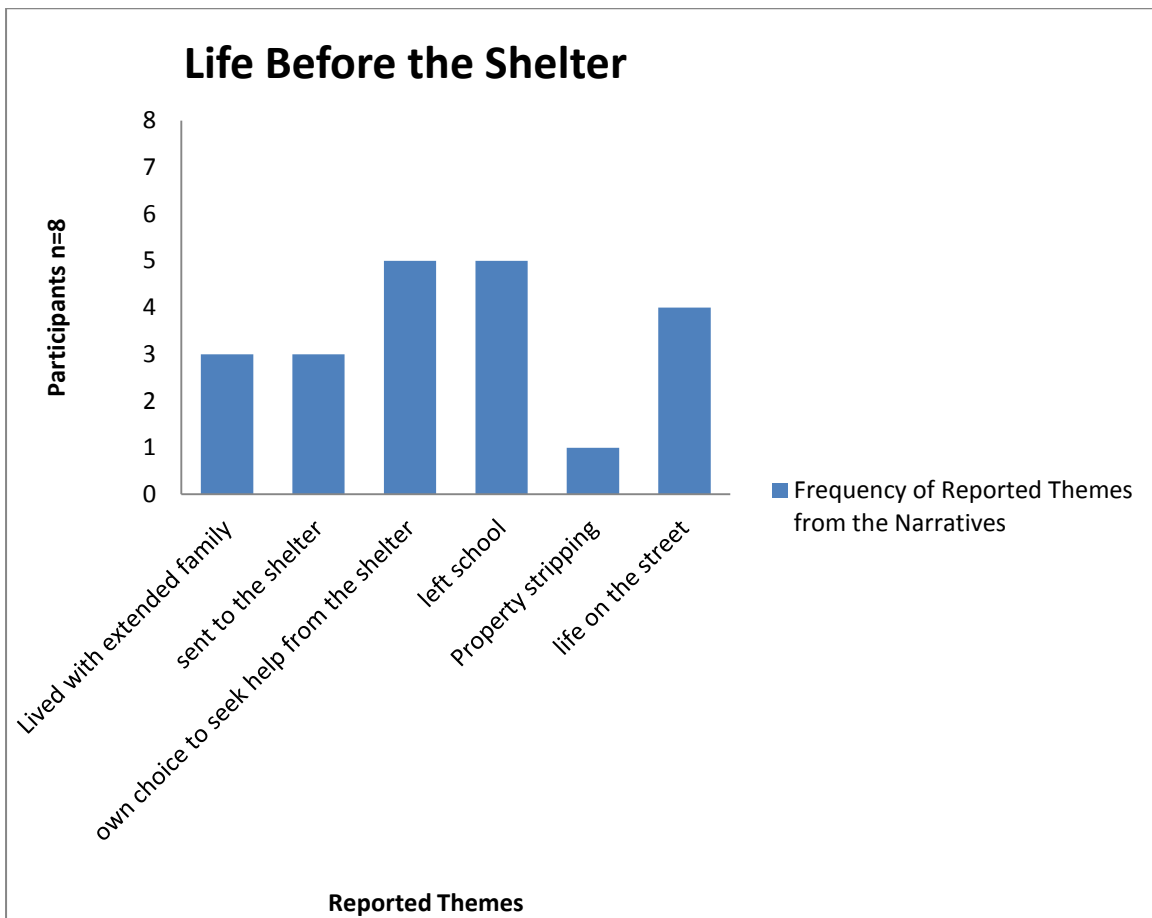 Life Before the Shelter
8
7
6
5
4
3
2
1
0
Participants n=8
Lived with extended family
sent to the shelter
own choice to seek help from the shelter
left school
Property stripping
life on the street
Frequency of Reported Themes
from the Narratives
Reported Themes